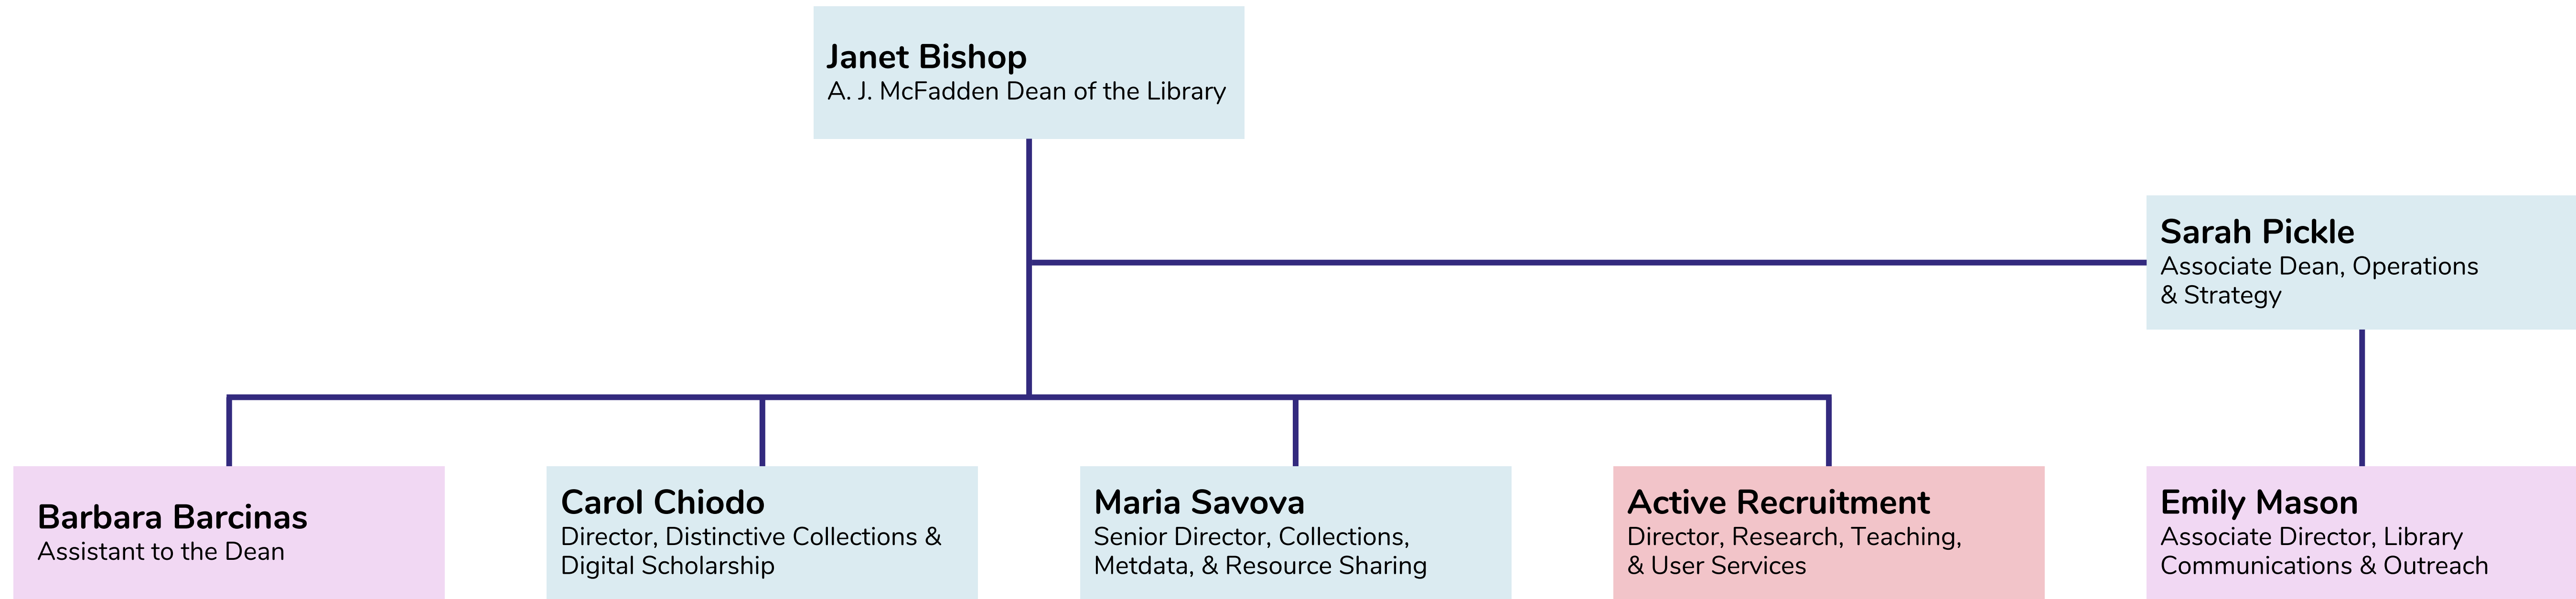 Janet Bishop
A. J. McFadden Dean of the Library
Sarah Pickle
Associate Dean, Operations
& Strategy
Barbara Barcinas
Assistant to the Dean
Carol Chiodo
Director, Distinctive Collections &
Digital Scholarship
Maria Savova
Senior Director, Collections,
Metdata, & Resource Sharing
Active Recruitment
Director, Research, Teaching,
& User Services
Emily Mason
Associate Director, Library
Communications & Outreach